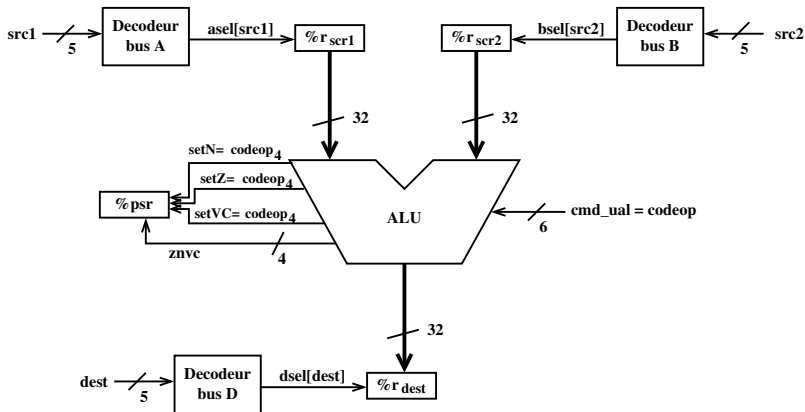 src1
5
Decodeur
bus A
asel[src1]
%r scr1
%r scr2
bsel[src2]
Decodeur
bus B
5
src2
32
32
setN= codeop4
setZ= codeop4
setVC= codeop4
%psr
znvc
4
ALU
cmd_ual = codeop
6
32
dest
5
Decodeur
bus D
dsel[dest]
%r dest